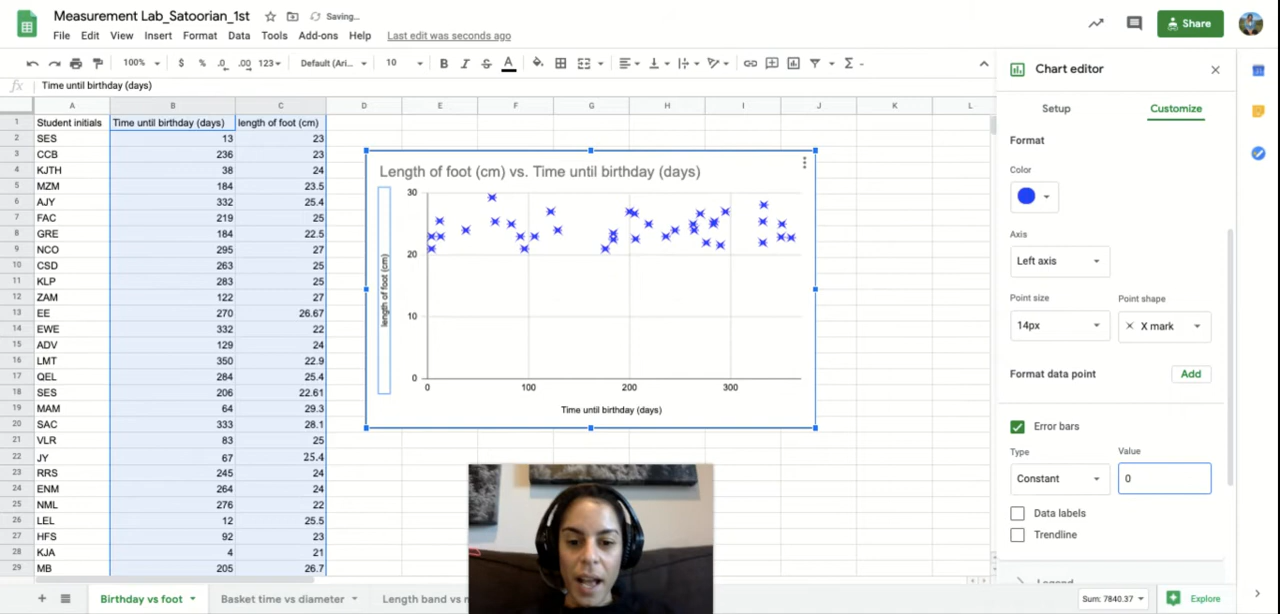 Measurement Lab_Satoorian_1st Saving...
Share
File Edit View Insert Format Data Tools Add-ons Help Last edit was seconds ago
100% $ % .0 .00 123 Default (Ari... 10 B I S A
fx Time until birthday (days)
Chart editor
Setup Customize
A B C D E F G H I J K L
1 Student initials Time until birthday (days) length of foot (cm)
2 SES 13 23
3 CCB 236 23
4 KJTH 38 24
5 MZM 184 23.5
6 AJY 332 25.4
7 FAC 219 25
8 GRE 184 22.5
9 NCO 295 27
10 CSD 263 25
11 KLP 283 25
12 ZAM 122 27
13 EE 270 26.67
14 EWE 332 22
15 ADV 129 24
16 LMT 350 22.9
17 QEL 284 25.4
18 SES 206 22.61
19 MAM 64 29.3
20 SAC 333 28.1
21 VLR 83 25
22 JY 67 25.4
23 RRS 245 24
24 ENM 264 24
25 NML 276 22
26 LEL 12 25.5
27 HFS 92 23
28 KJA 4 21
29 MB 205 26.7
Length of foot (cm) vs. Time until birthday (days)
length of foot (cm)
30
20
10
0
0 100 200 300
Time until birthday (days)
Format
Color
Axis
Left axis
Point size Point shape
14px X mark
Format data point Add
Error bars
Type Value
Constant 0
Data labels
Trendline
Birthday vs foot Basket time vs diameter Length band vs
Sum: 7840.37 Explore